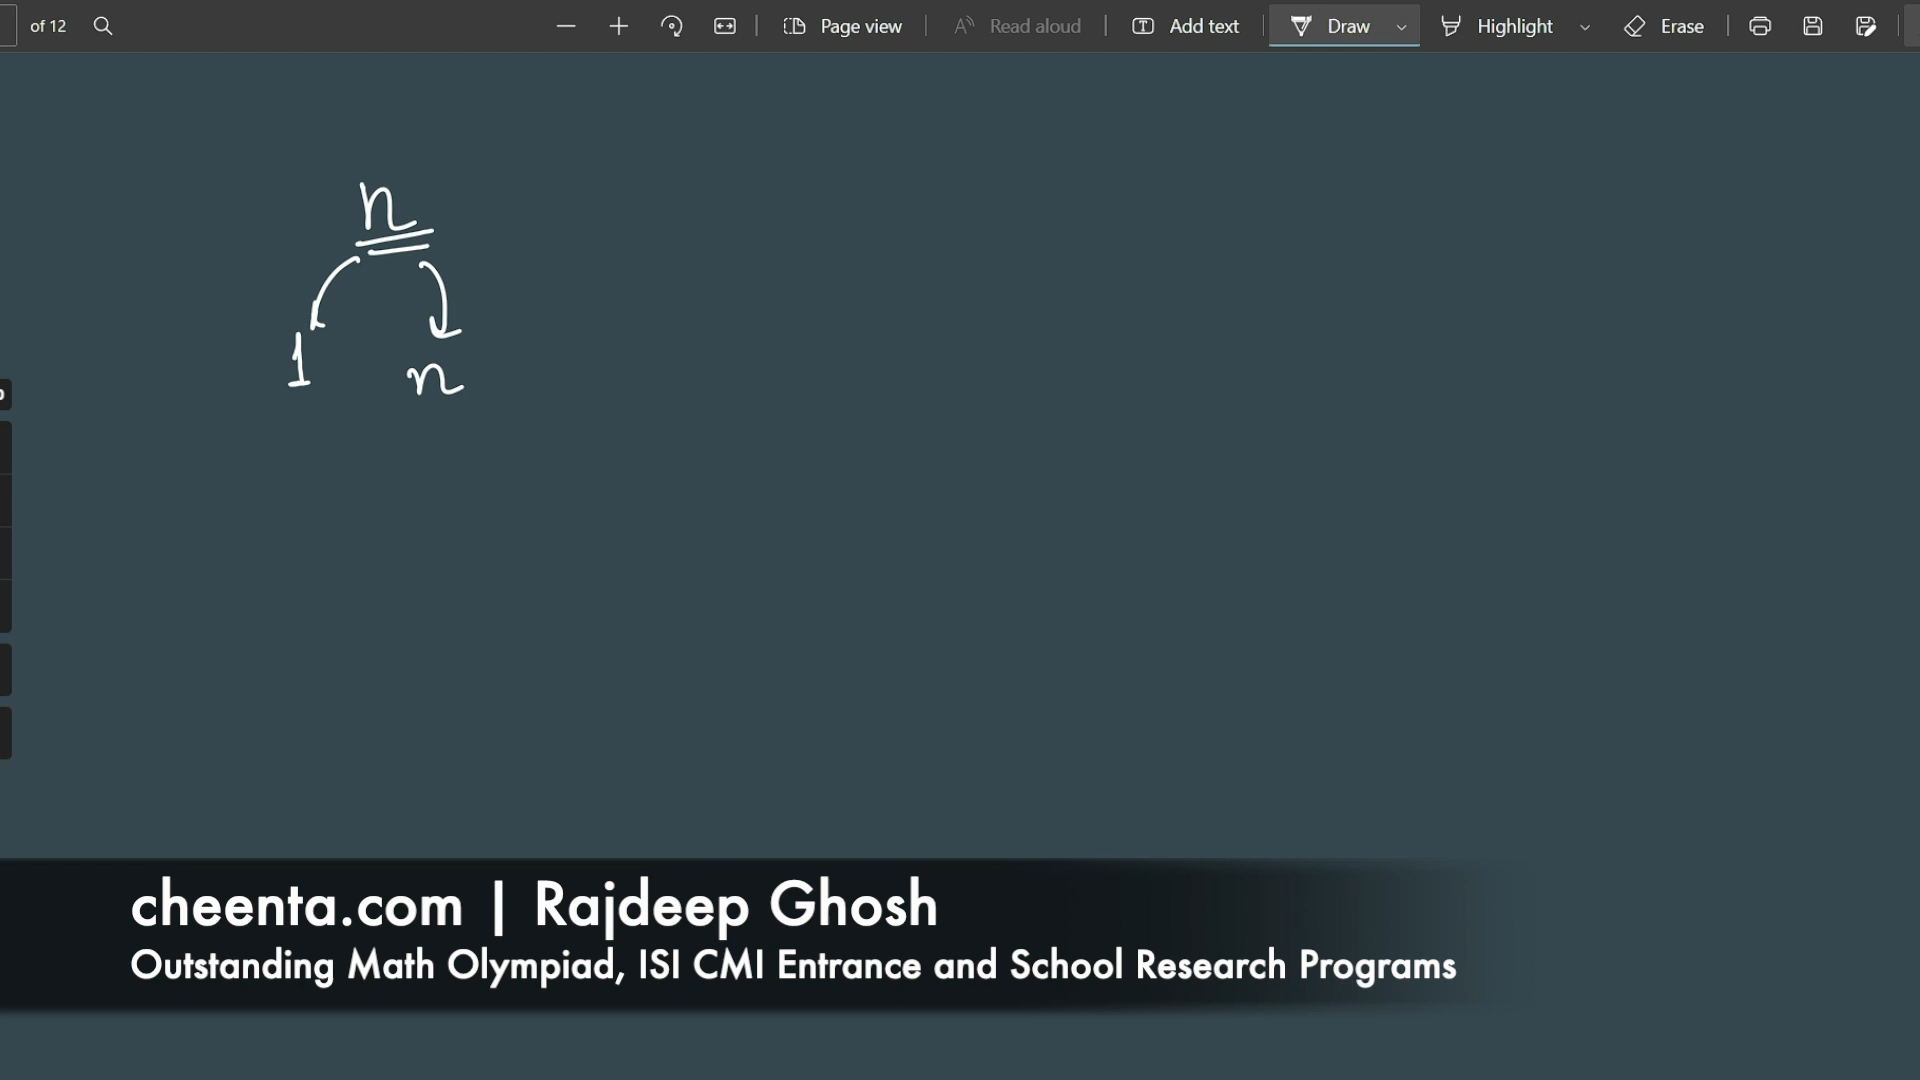 of 12 Page view Read aloud Add text Draw Highlight Erase
n
1 n
cheenta.com | Rajdeep Ghosh
Outstanding Math Olympiad, ISI CMI Entrance and School Research Programs